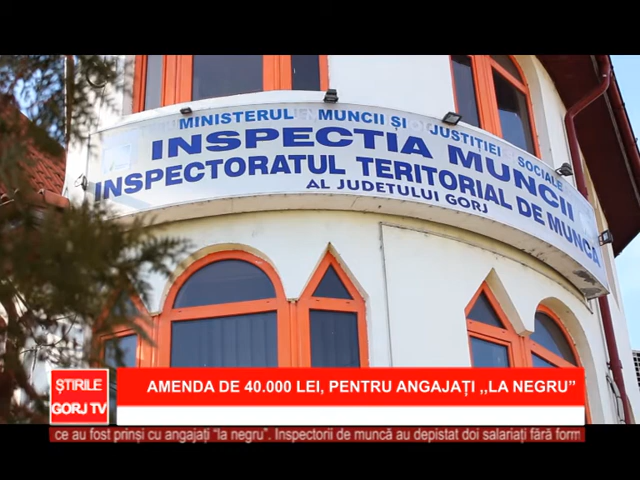 MINISTERUL MUNCII ȘI JUSTIȚIEI SOCIALE
INSPECTIA MUNCII
INSPECTORATUL TERITORIAL DE MUNCA
AL JUDETULUI GORJ
ȘTIRILE
GORJ TV
AMENDA DE 40.000 LEI, PENTRU ANGAJAȚI ,,LA NEGRU”
ce au fost prinși cu angajați “la negru”. Inspectorii de muncă au depistat doi salariați fără form